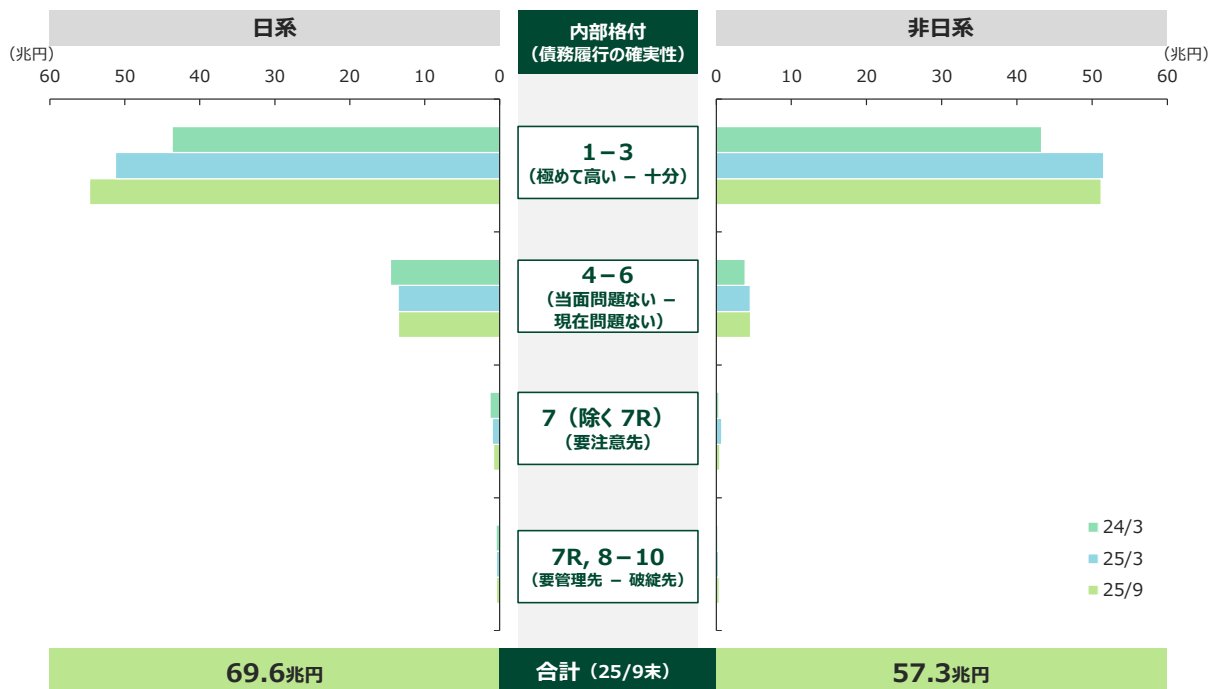 日系
内部格付
（債務履行の確実性）
非日系
（兆円）
（兆円）
60 50 40 30 20 10 0
0 10 20 30 40 50 60
1－3
（極めて高い － 十分）
4－6
（当面問題ない －
現在問題ない）
7（除く 7R）
（要注意先）
7R, 8－10
（要管理先 － 破綻先）
24/3
25/3
25/9
69.6兆円
合計（25/9末）
57.3兆円